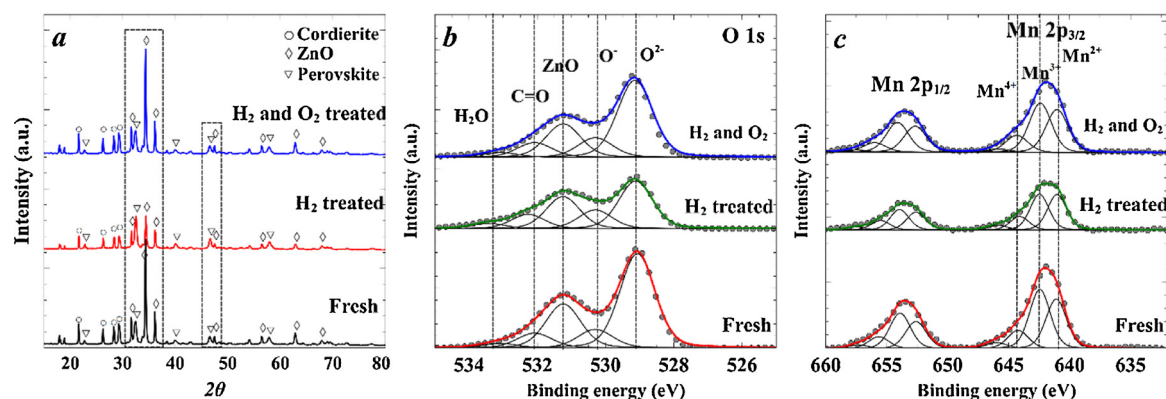 a
○ Cordierite
◇ ZnO
▽ Perovskite
H₂ and O₂ treated
H₂ treated
Fresh
Intensity (a.u.)
20 30 40 50 60 70 80
2θ
b
O 1s
H₂O
C=O
ZnO
O⁻
O²⁻
H₂ and O₂
H₂ treated
Fresh
Intensity (a.u.)
534 532 530 528 526
Binding energy (eV)
c
Mn 2p₃/₂
Mn 2p₁/₂
Mn⁴⁺
Mn³⁺
Mn²⁺
H₂ and O₂
H₂ treated
Fresh
Intensity (a.u.)
660 655 650 645 640 635
Binding energy (eV)